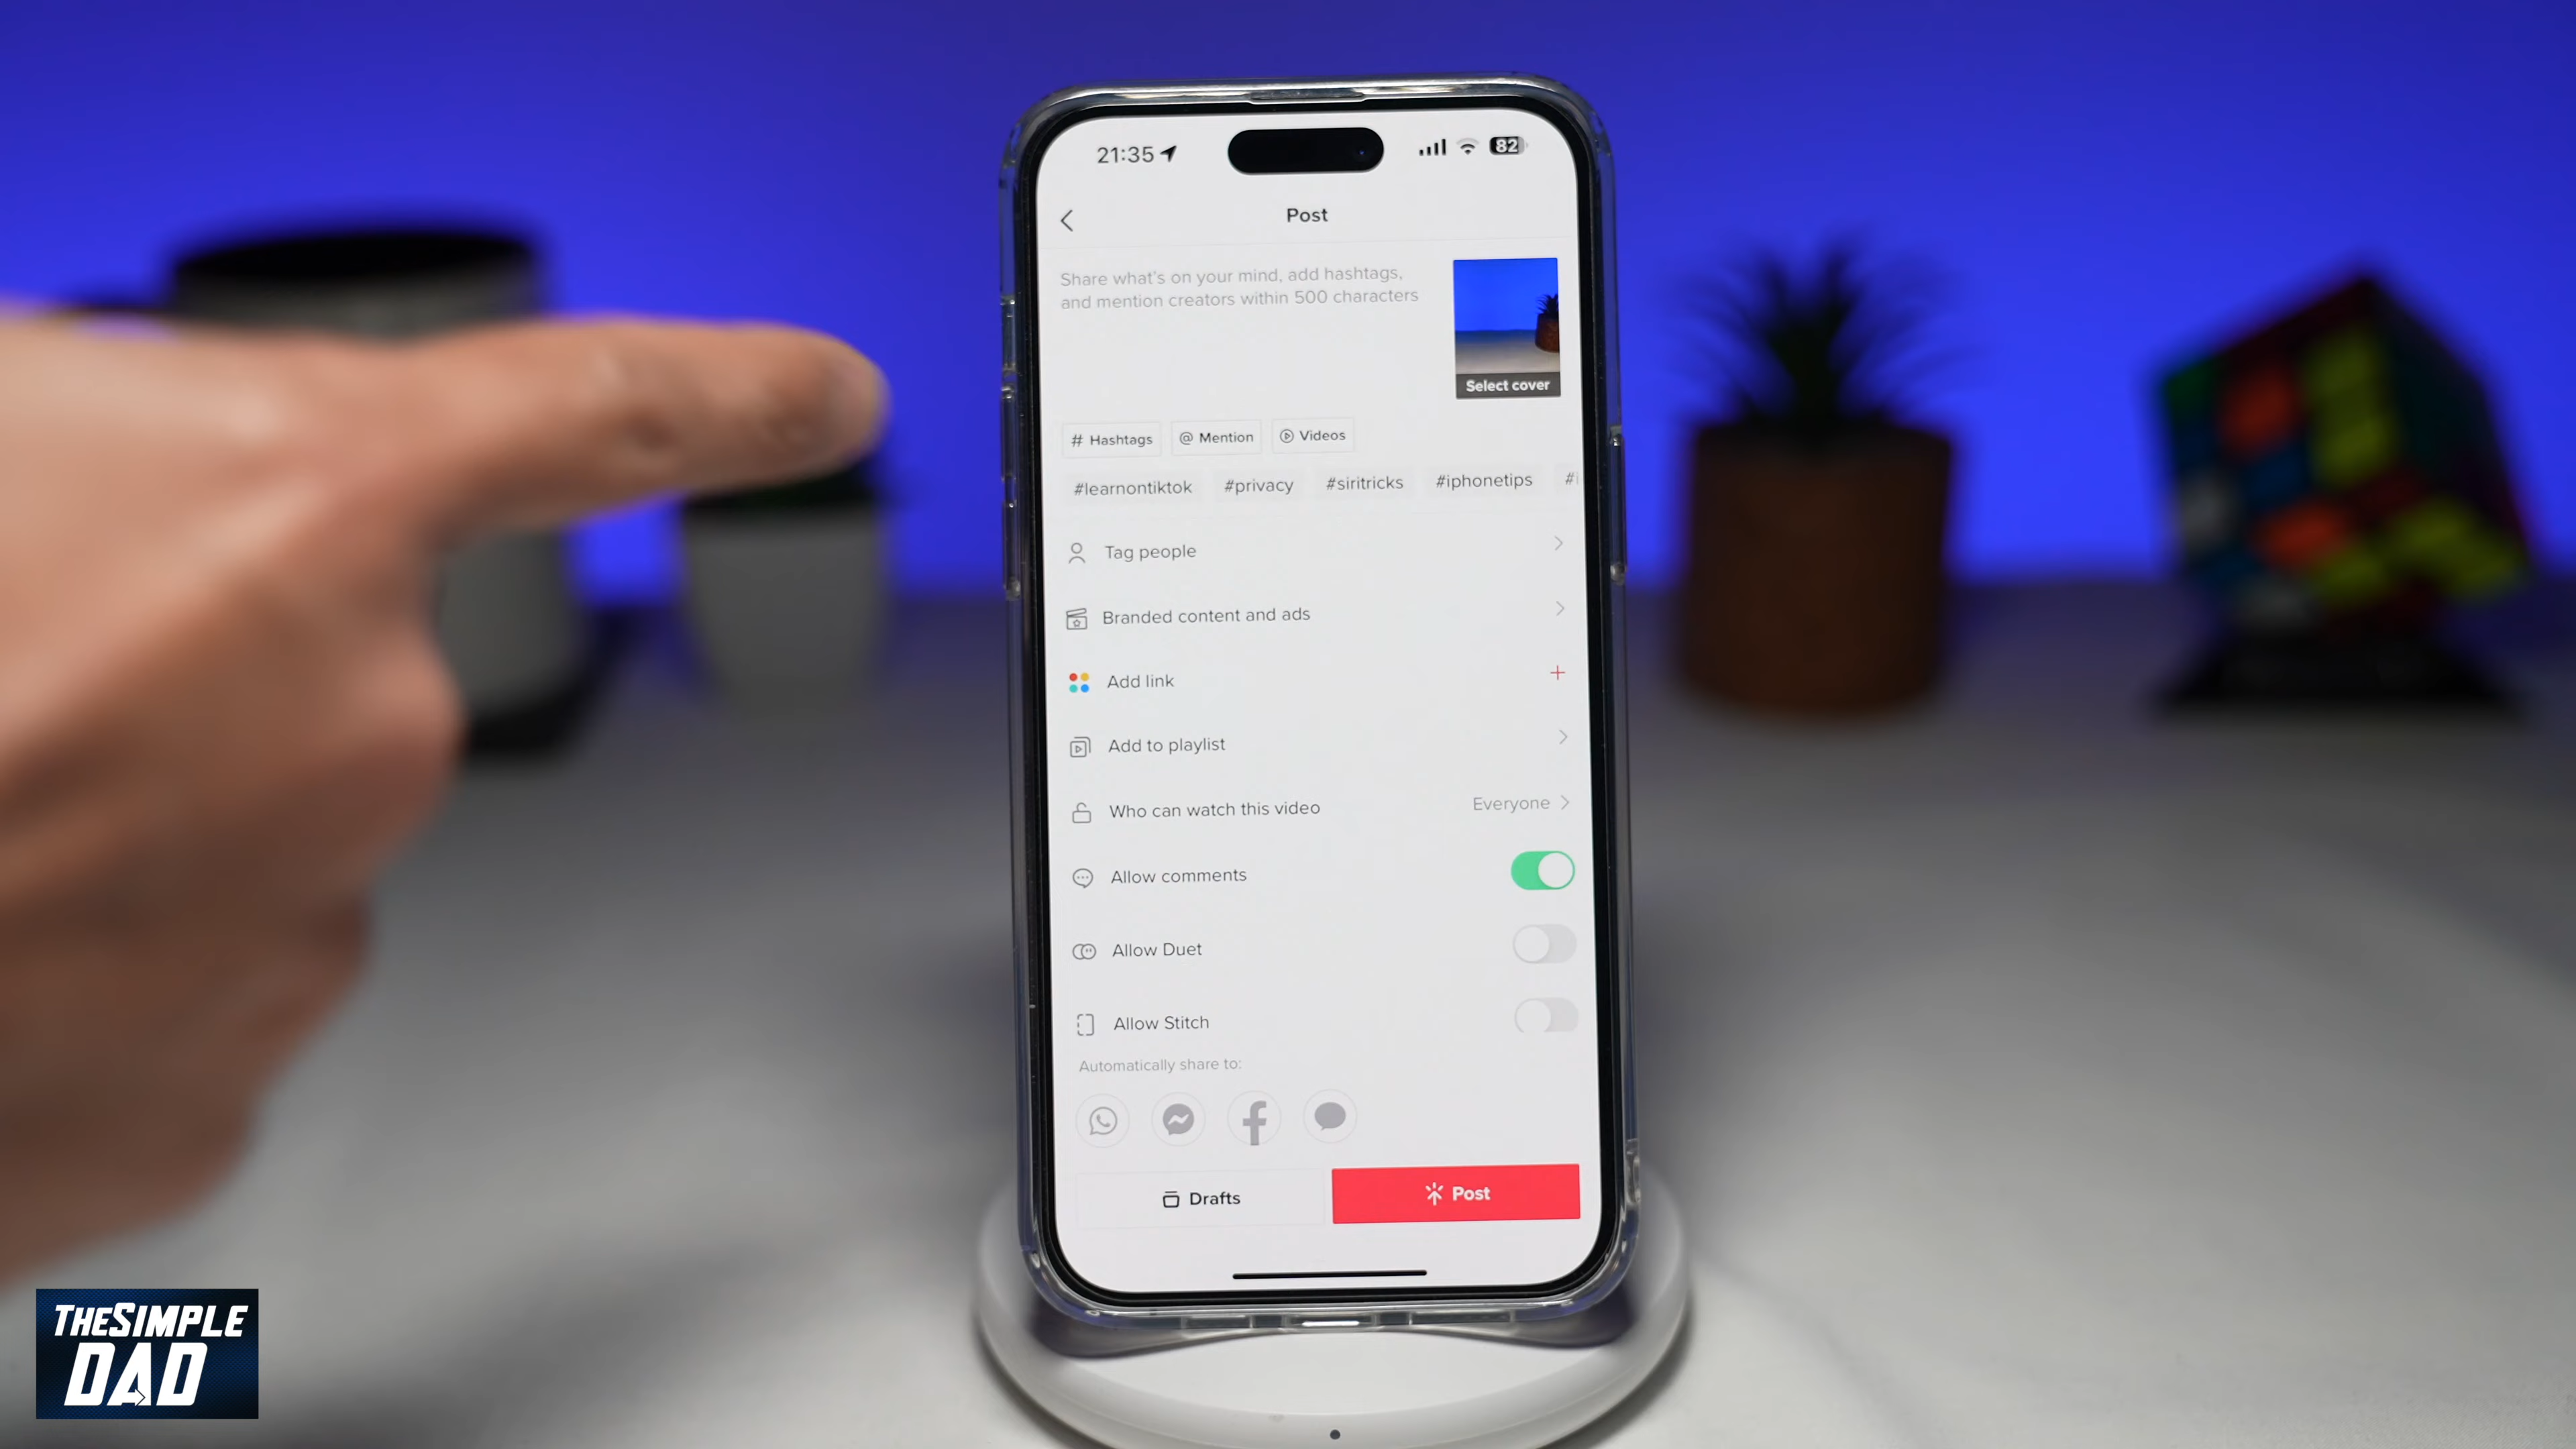 21:35
82
Post
Share what's on your mind, add hashtags,
and mention creators within 500 characters
Select cover
# Hashtags
@ Mention
Videos
#learnontiktok
#privacy
#siritricks
#iphonetips
#
Tag people
Branded content and ads
Add link
Add to playlist
Who can watch this video
Everyone
Allow comments
Allow Duet
Allow Stitch
Automatically share to:
Drafts
Post
THESIMPLE
DAD